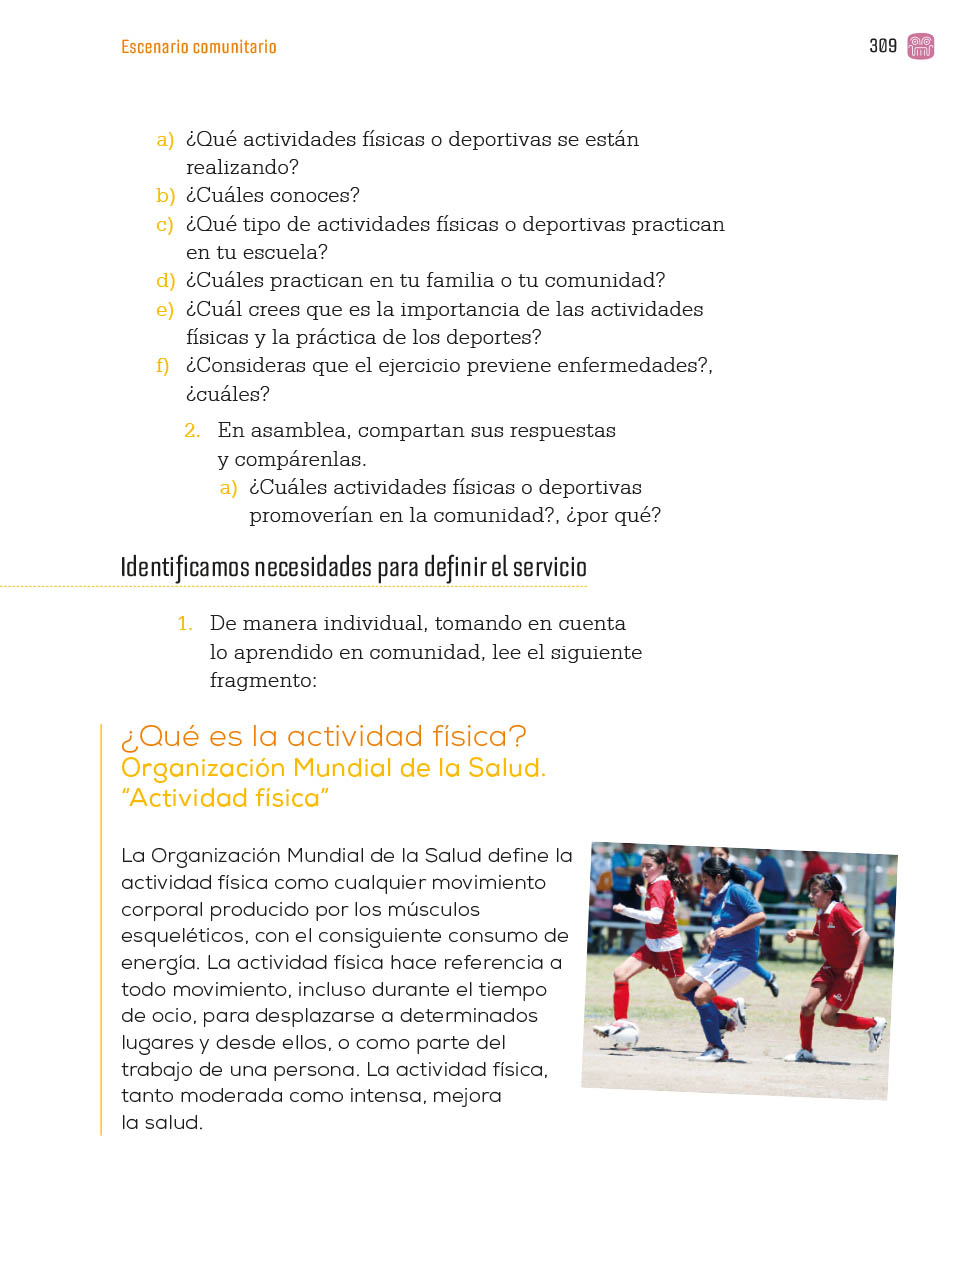 Escenario comunitario
309
a) ¿Qué actividades físicas o deportivas se están
realizando?
b) ¿Cuáles conoces?
c) ¿Qué tipo de actividades físicas o deportivas practican
en tu escuela?
d) ¿Cuáles practican en tu familia o tu comunidad?
e) ¿Cuál crees que es la importancia de las actividades
físicas y la práctica de los deportes?
f) ¿Consideras que el ejercicio previene enfermedades?,
¿cuáles?
2. En asamblea, compartan sus respuestas
y compárenlas.
a) ¿Cuáles actividades físicas o deportivas
promoverían en la comunidad?, ¿por qué?
Identificamos necesidades para definir el servicio
1. De manera individual, tomando en cuenta
lo aprendido en comunidad, lee el siguiente
fragmento:
¿Qué es la actividad física?
Organización Mundial de la Salud.
“Actividad física”
La Organización Mundial de la Salud define la
actividad física como cualquier movimiento
corporal producido por los músculos
esqueléticos, con el consiguiente consumo de
energía. La actividad física hace referencia a
todo movimiento, incluso durante el tiempo
de ocio, para desplazarse a determinados
lugares y desde ellos, o como parte del
trabajo de una persona. La actividad física,
tanto moderada como intensa, mejora
la salud.